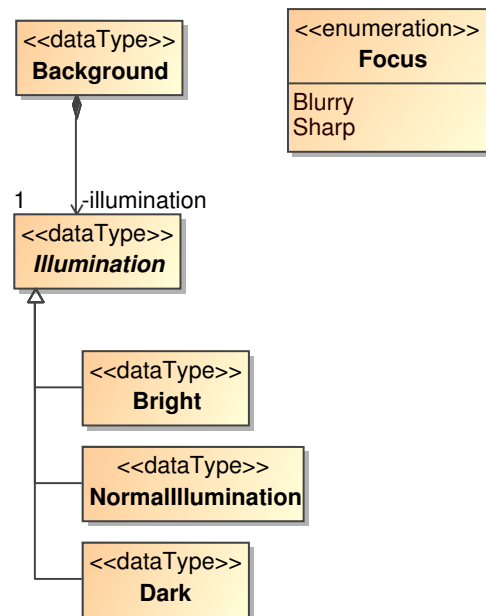 <<dataType>>
Background
<<enumeration>>
Focus
Blurry
Sharp
1
-illumination
<<dataType>>
Illumination
<<dataType>>
Bright
<<dataType>>
NormalIllumination
<<dataType>>
Dark